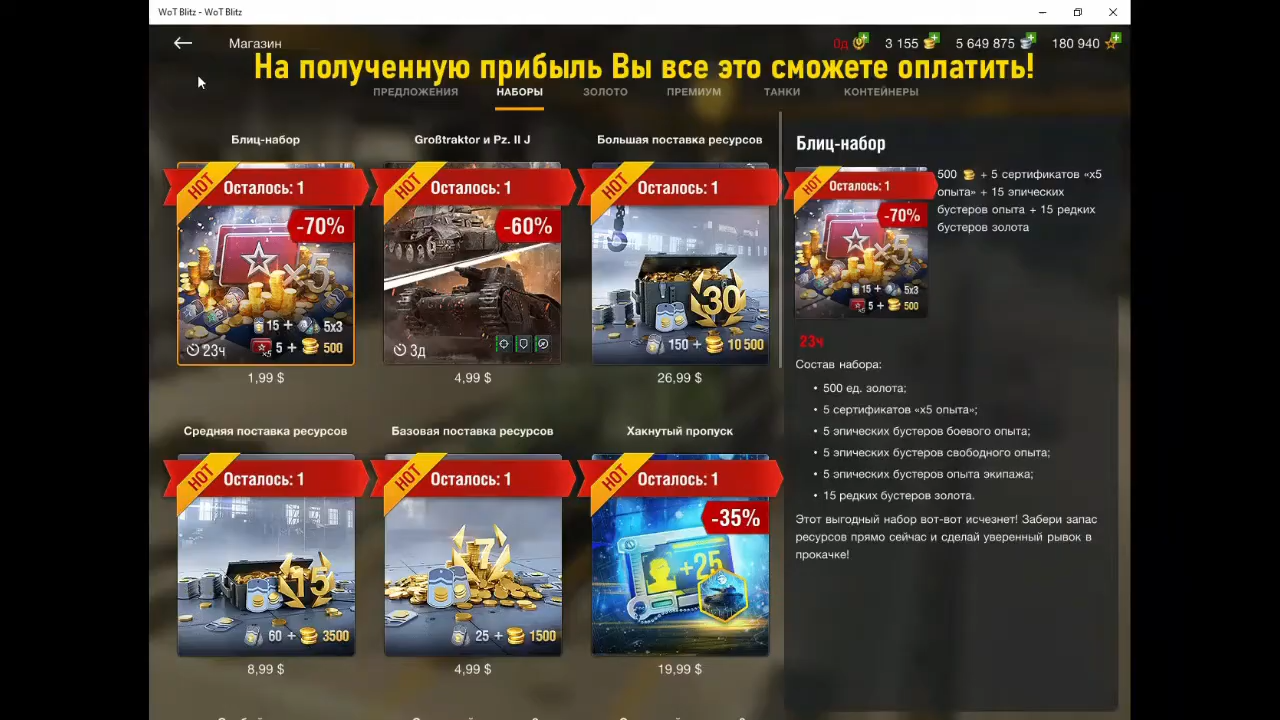 WoT Blitz - WoT Blitz
Магазин
0д 3 155 5 649 875 180 940
На полученную прибыль Вы все это сможете оплатить!
ПРЕДЛОЖЕНИЯ НАБОРЫ ЗОЛОТО ПРЕМИУМ ТАНКИ КОНТЕЙНЕРЫ
Блиц-набор
HOT
Осталось: 1
-70%
15 + 5x3
23ч
x5 5 + 500
1,99 $
Großtraktor и Pz. II J
HOT
Осталось: 1
-60%
3д
4,99 $
Большая поставка ресурсов
HOT
Осталось: 1
30
150 + 10 500
26,99 $
Средняя поставка ресурсов
HOT
Осталось: 1
15
60 + 3500
8,99 $
Базовая поставка ресурсов
HOT
Осталось: 1
7
25 + 1500
4,99 $
Хакнутый пропуск
HOT
Осталось: 1
-35%
+25
19,99 $
Блиц-набор
HOT
Осталось: 1
-70%
x5
15 + 5x3
5 + 500
500 + 5 сертификатов «x5
опыта» + 15 эпических
бустеров опыта + 15 редких
бустеров золота
23ч
Состав набора:
• 500 ед. золота;
• 5 сертификатов «x5 опыта»;
• 5 эпических бустеров боевого опыта;
• 5 эпических бустеров свободного опыта;
• 5 эпических бустеров опыта экипажа;
• 15 редких бустеров золота.
Этот выгодный набор вот-вот исчезнет! Забери запас
ресурсов прямо сейчас и сделай уверенный рывок в
прокачке!